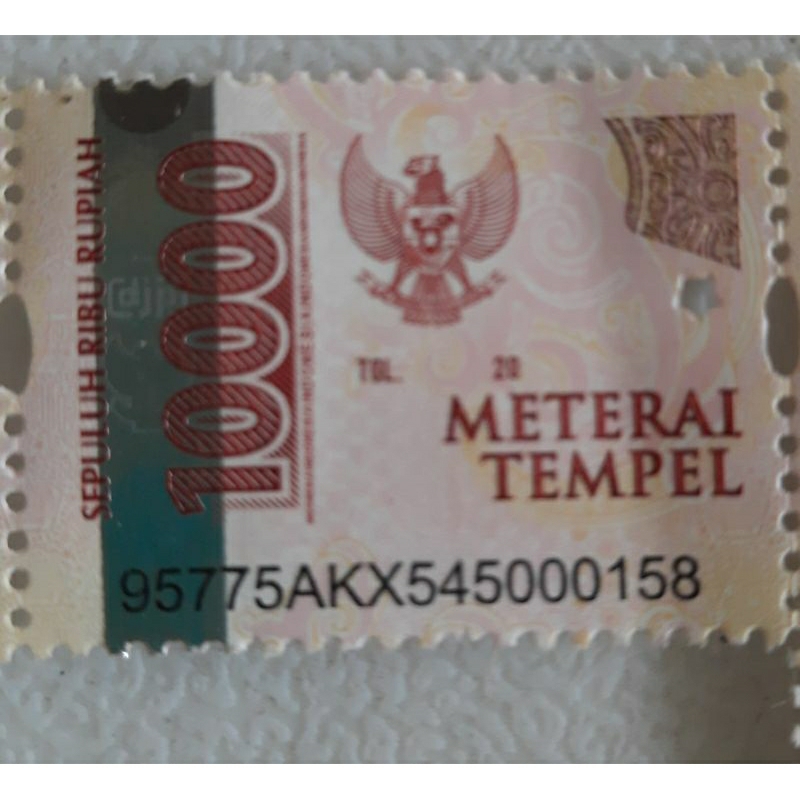 SEPULUH RIBU RUPIAH
10000
TGL. 20
METERAI
TEMPEL
95775AKX545000158